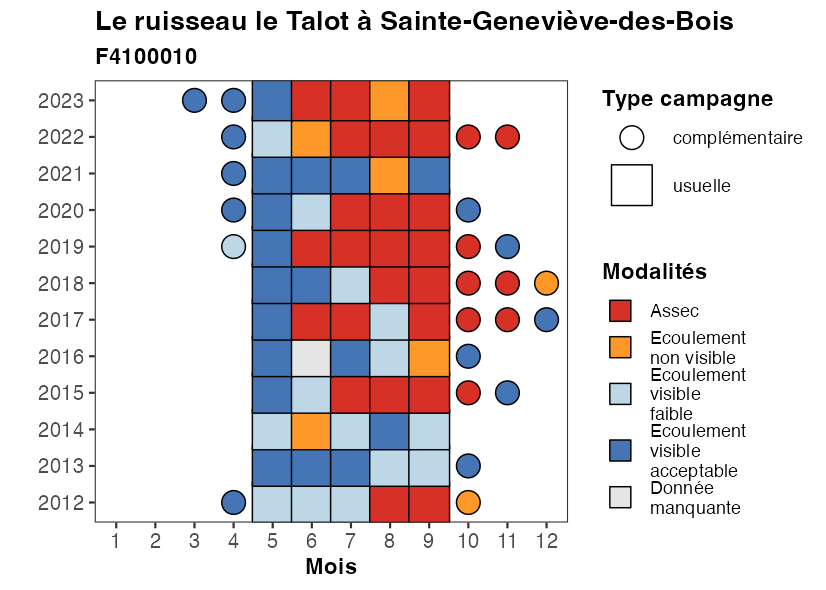 Le ruisseau le Talot à Sainte-Geneviève-des-Bois
F4100010
2023
2022
2021
2020
2019
2018
2017
2016
2015
2014
2013
2012
1 2 3 4 5 6 7 8 9 10 11 12
Mois
Type campagne
complémentaire
usuelle
Modalités
Assec
Ecoulement
non visible
Ecoulement
visible
faible
Ecoulement
visible
acceptable
Donnée
manquante